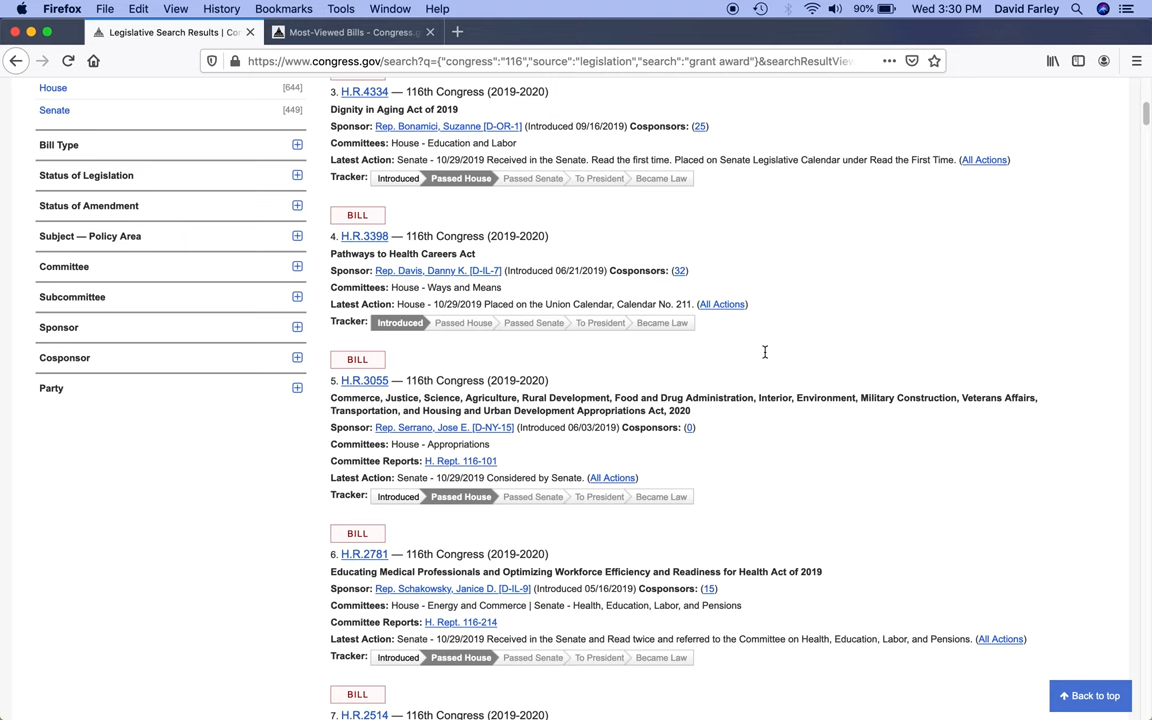 Firefox File Edit View History Bookmarks Tools Window Help 90% Wed 3:30 PM David Farley
Legislative Search Results | Con Most-Viewed Bills - Congress.g
https://www.congress.gov/search?q={"congress":"116","source":"legislation","search":"grant award"}&searchResultView
House [644]
Senate [449]
Bill Type
Status of Legislation
Status of Amendment
Subject — Policy Area
Committee
Subcommittee
Sponsor
Cosponsor
Party
3. H.R.4334 — 116th Congress (2019-2020)
Dignity in Aging Act of 2019
Sponsor: Rep. Bonamici, Suzanne [D-OR-1] (Introduced 09/16/2019) Cosponsors: (25)
Committees: House - Education and Labor
Latest Action: Senate - 10/29/2019 Received in the Senate. Read the first time. Placed on Senate Legislative Calendar under Read the First Time. (All Actions)
Tracker: Introduced Passed House Passed Senate To President Became Law
BILL
4. H.R.3398 — 116th Congress (2019-2020)
Pathways to Health Careers Act
Sponsor: Rep. Davis, Danny K. [D-IL-7] (Introduced 06/21/2019) Cosponsors: (32)
Committees: House - Ways and Means
Latest Action: House - 10/29/2019 Placed on the Union Calendar, Calendar No. 211. (All Actions)
Tracker: Introduced Passed House Passed Senate To President Became Law
BILL
5. H.R.3055 — 116th Congress (2019-2020)
Commerce, Justice, Science, Agriculture, Rural Development, Food and Drug Administration, Interior, Environment, Military Construction, Veterans Affairs,
Transportation, and Housing and Urban Development Appropriations Act, 2020
Sponsor: Rep. Serrano, Jose E. [D-NY-15] (Introduced 06/03/2019) Cosponsors: (0)
Committees: House - Appropriations
Committee Reports: H. Rept. 116-101
Latest Action: Senate - 10/29/2019 Considered by Senate. (All Actions)
Tracker: Introduced Passed House Passed Senate To President Became Law
BILL
6. H.R.2781 — 116th Congress (2019-2020)
Educating Medical Professionals and Optimizing Workforce Efficiency and Readiness for Health Act of 2019
Sponsor: Rep. Schakowsky, Janice D. [D-IL-9] (Introduced 05/16/2019) Cosponsors: (15)
Committees: House - Energy and Commerce | Senate - Health, Education, Labor, and Pensions
Committee Reports: H. Rept. 116-214
Latest Action: Senate - 10/29/2019 Received in the Senate and Read twice and referred to the Committee on Health, Education, Labor, and Pensions. (All Actions)
Tracker: Introduced Passed House Passed Senate To President Became Law
BILL
7. H.R.2514 — 116th Congress (2019-2020)
Back to top